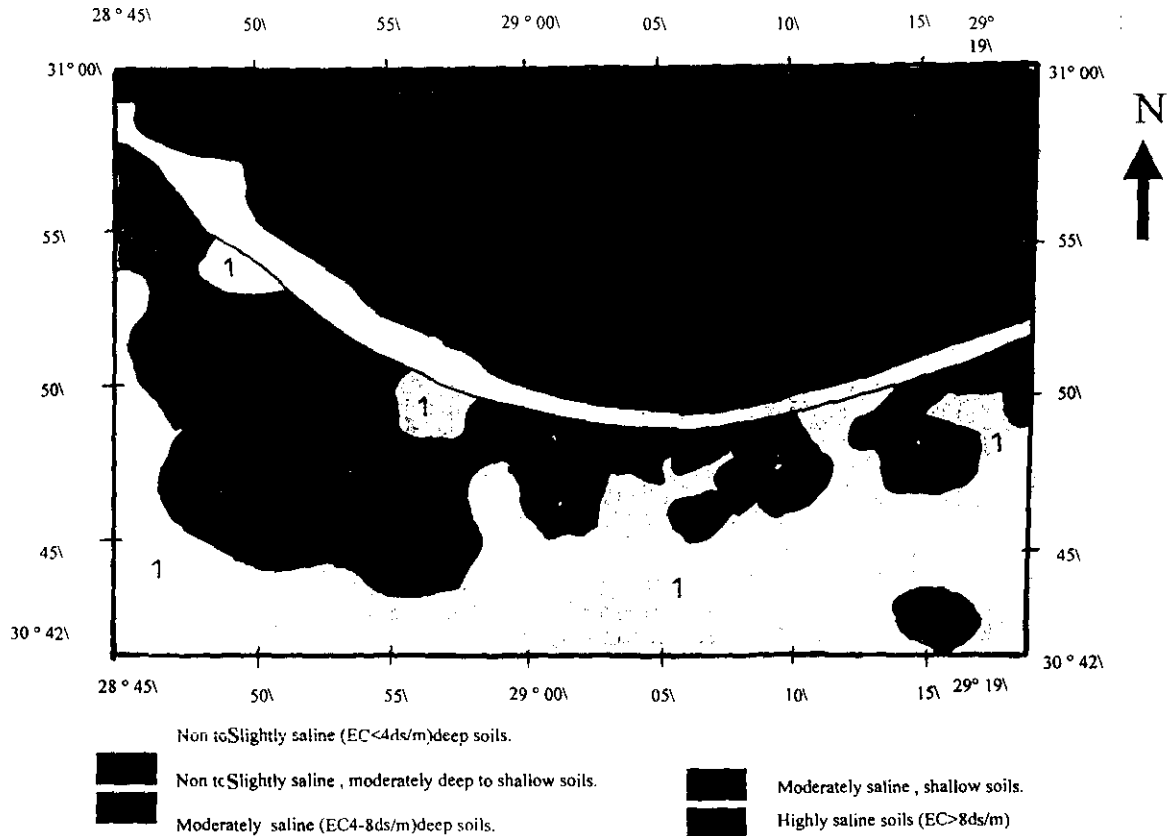 28 ° 45\ 50\ 55\ 29 ° 00\ 05\ 10\ 15\ 29° 19\
31° 00\ 31° 00\
N
55\ 55\
1
50\ 50\
1
1
45\ 45\
1
1
30 ° 42\ 30 ° 42\
28 ° 45\ 50\ 55\ 29 ° 00\ 05\ 10\ 15\ 29° 19\
Non toSlightly saline (EC<4ds/m)deep soils.
Non toSlightly saline , moderately deep to shallow soils.
Moderately saline (EC4-8ds/m)deep soils.
Moderately saline , shallow soils.
Highly saline soils (EC>8ds/m)